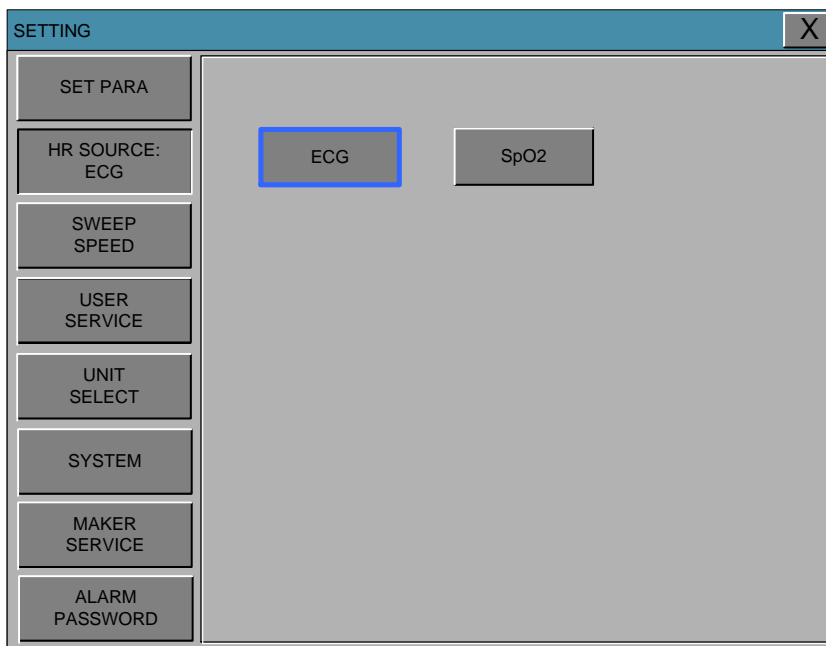 SETTING
X
SET PARA
HR SOURCE:
ECG
SWEEP
SPEED
USER
SERVICE
UNIT
SELECT
SYSTEM
MAKER
SERVICE
ALARM
PASSWORD
ECG
SpO2